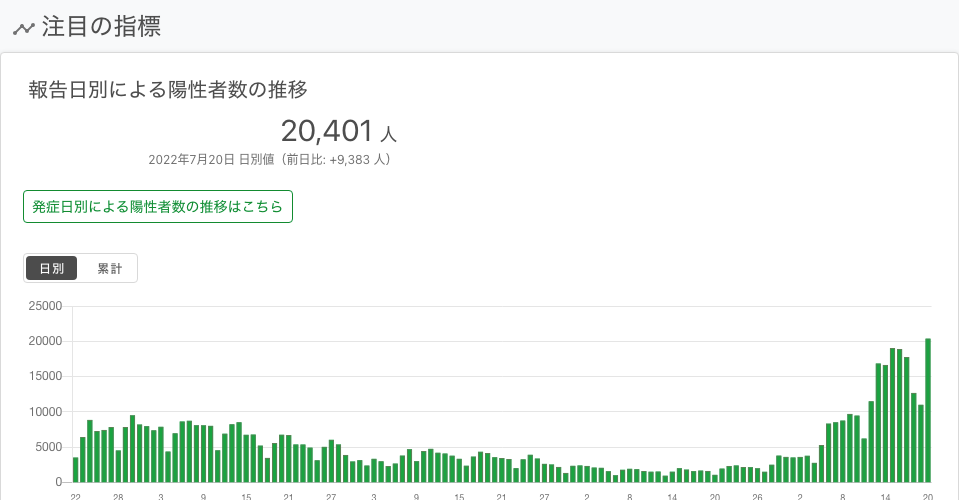 注目の指標
報告日別による陽性者数の推移
20,401 人
2022年7月20日 日別値（前日比: +9,383 人）
発症日別による陽性者数の推移はこちら
日別 累計
25000
20000
15000
10000
5000
0
22 28 3 9 15 21 27 3 9 15 21 27 2 8 14 20 26 2 8 14 20